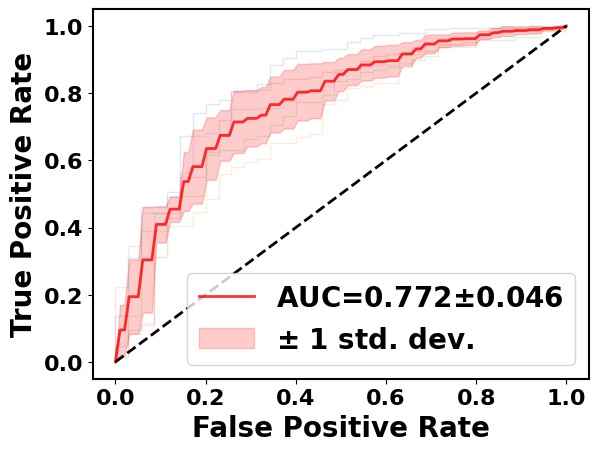 True Positive Rate
1.0
0.8
0.6
0.4
0.2
0.0
AUC=0.772±0.046
± 1 std. dev.
0.0 0.2 0.4 0.6 0.8 1.0
False Positive Rate